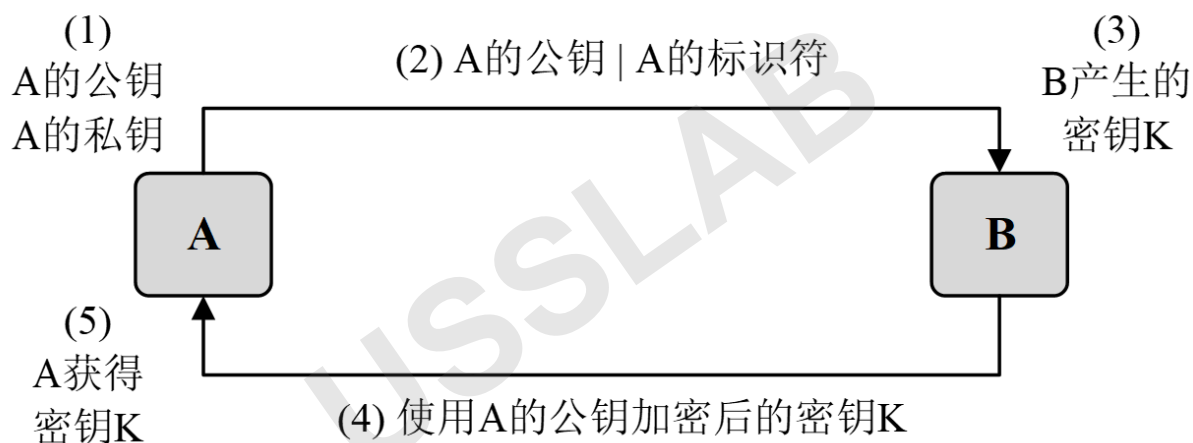 (1)
A的公钥
A的私钥
(2) A的公钥 | A的标识符
(3)
B产生的
密钥K
A
B
(5)
A获得
密钥K
(4) 使用A的公钥加密后的密钥K
USSLAB